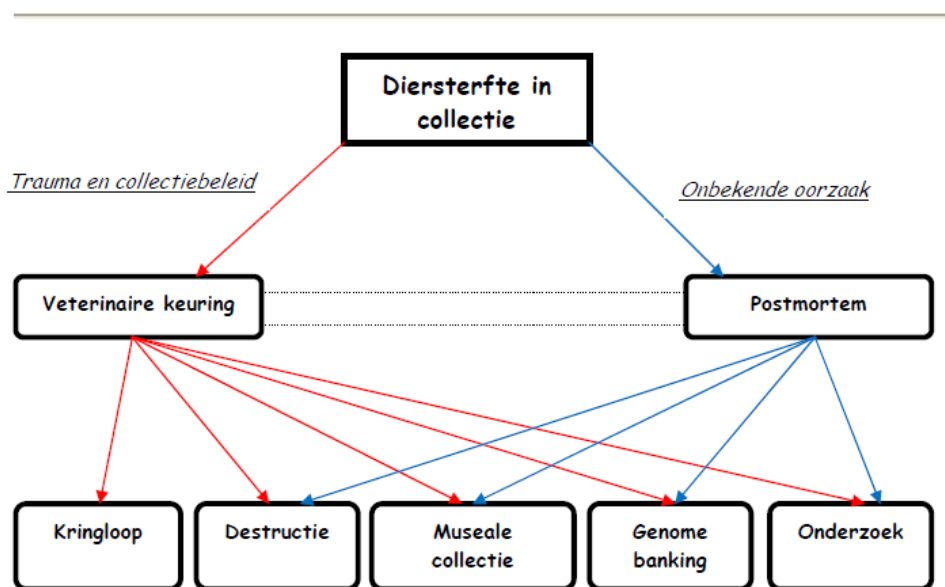 Diersterfte in
collectie
Trauma en collectiebeleid
Onbekende oorzaak
Veterinaire keuring
Postmortem
Kringloop
Destructie
Museale
collectie
Genome
banking
Onderzoek